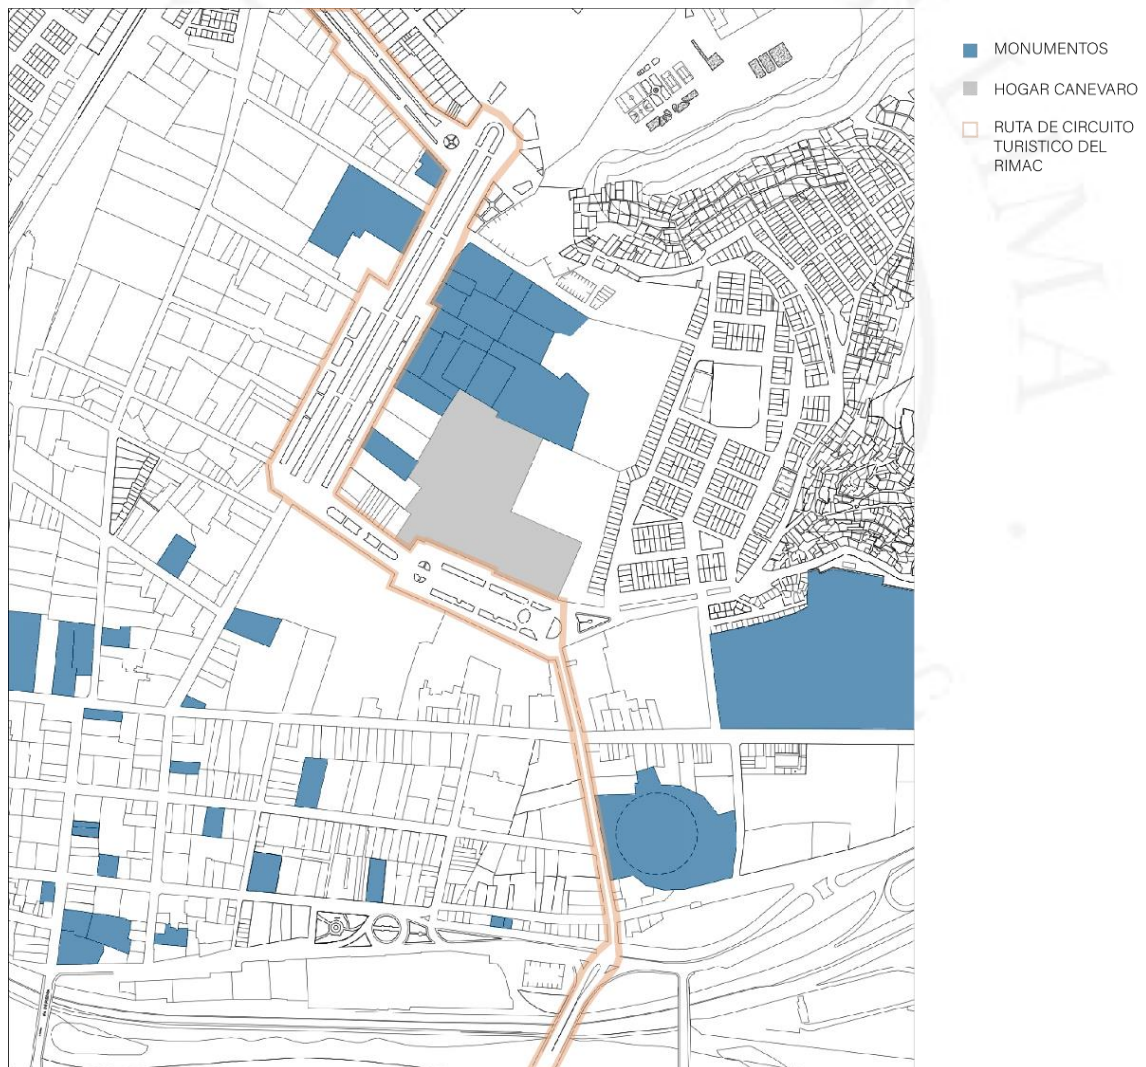 MONUMENTOS
HOGAR CANEVARO
RUTA DE CIRCUITO
TURISTICO DEL
RIMAC